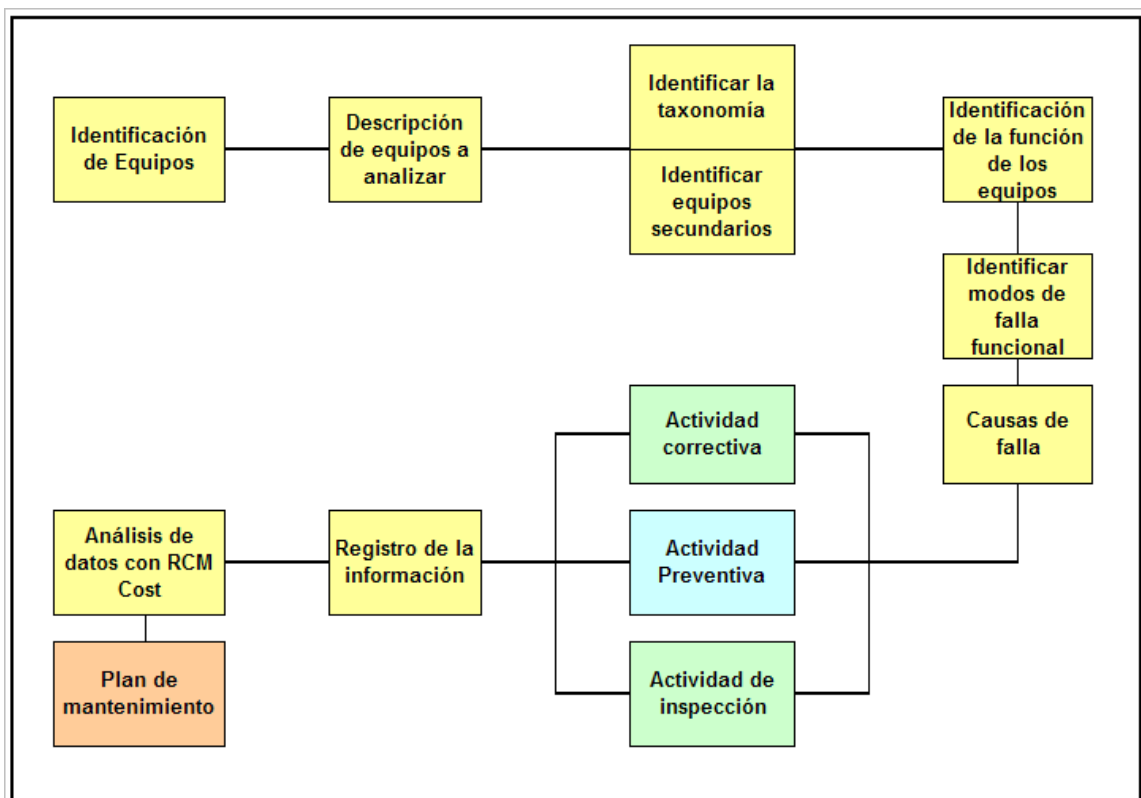 Identificación
de Equipos
Descripción
de equipos a
analizar
Identificar la
taxonomía
Identificar
equipos
secundarios
Identificación
de la función
de los
equipos
Identificar
modos de
falla
funcional
Causas de
falla
Actividad
correctiva
Actividad
Preventiva
Actividad de
inspección
Registro de la
información
Análisis de
datos con RCM
Cost
Plan de
mantenimiento